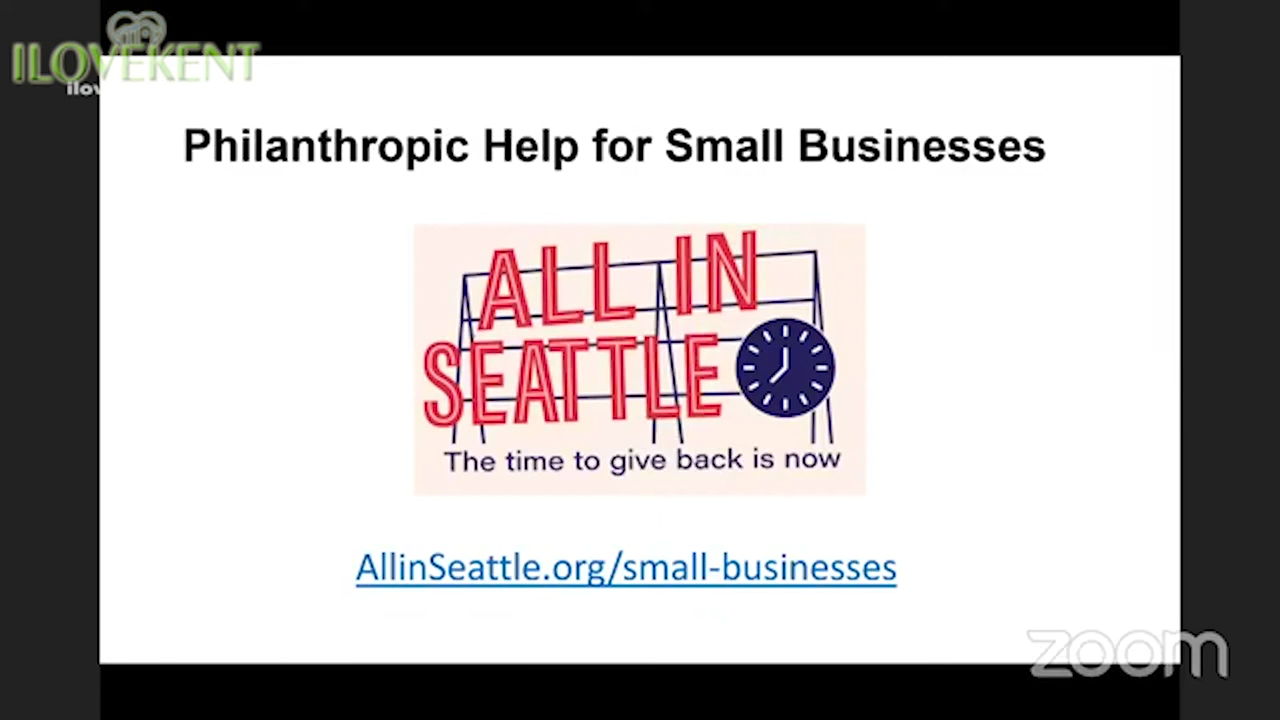 ILOVEKENT
Philanthropic Help for Small Businesses
ALL IN
SEATTLE
The time to give back is now
AllinSeattle.org/small-businesses
zoom